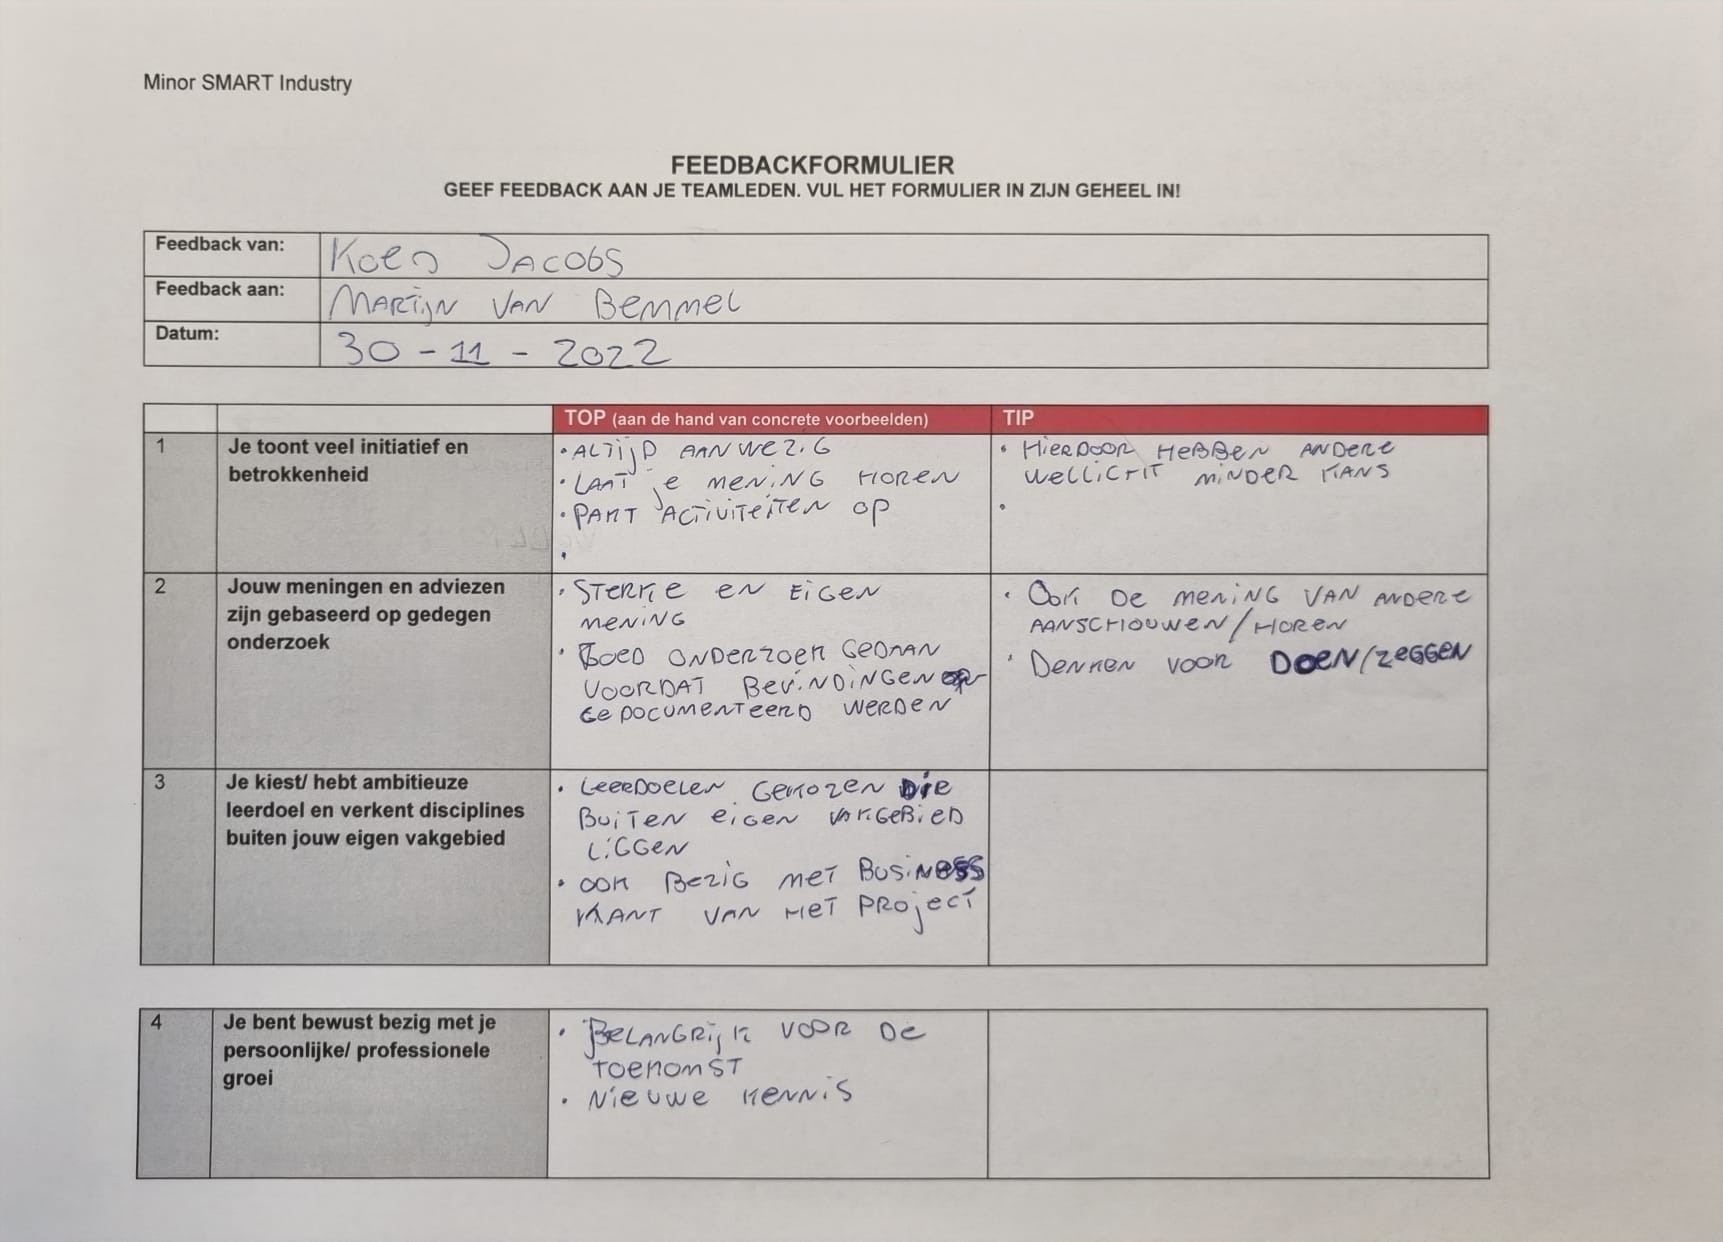 Minor SMART Industry
FEEDBACKFORMULIER
GEEF FEEDBACK AAN JE TEAMLEDEN. VUL HET FORMULIER IN ZIJN GEHEEL IN!
Feedback van: Koen Jacobs
Feedback aan: Martijn van Bemmel
Datum: 30-11-2022
TOP (aan de hand van concrete voorbeelden) TIP
1 Je toont veel initiatief en
betrokkenheid
• ALTIJD AANWEZIG
• LAAT je MENING HOREN
• PAKT ACTIVITEITEN OP
•
• HIERDOOR HEBBEN ANDERE
WELLICHT MINDER KANS
•
2 Jouw meningen en adviezen
zijn gebaseerd op gedegen
onderzoek
• STERKE EN EIGEN
MENING
• GOED ONDERZOEK GEDAAN
VOORDAT BEVINDINGEN
GEDOCUMENTEERD WERDEN
• OOK DE MENING VAN ANDERE
AANSCHOUWEN/HOREN
• DENKEN VOOR DOEN/ZEGGEN
3 Je kiest/ hebt ambitieuze
leerdoel en verkent disciplines
buiten jouw eigen vakgebied
• LEERDOELEN GEKOZEN DIE
BUITEN EIGEN VAKGEBIED
LIGGEN
• OOK BEZIG MET BUSINESS
KANT VAN HET PROJECT
4 Je bent bewust bezig met je
persoonlijke/ professionele
groei
• BELANGRIJK VOOR DE
TOEKOMST
• NIEUWE KENNIS